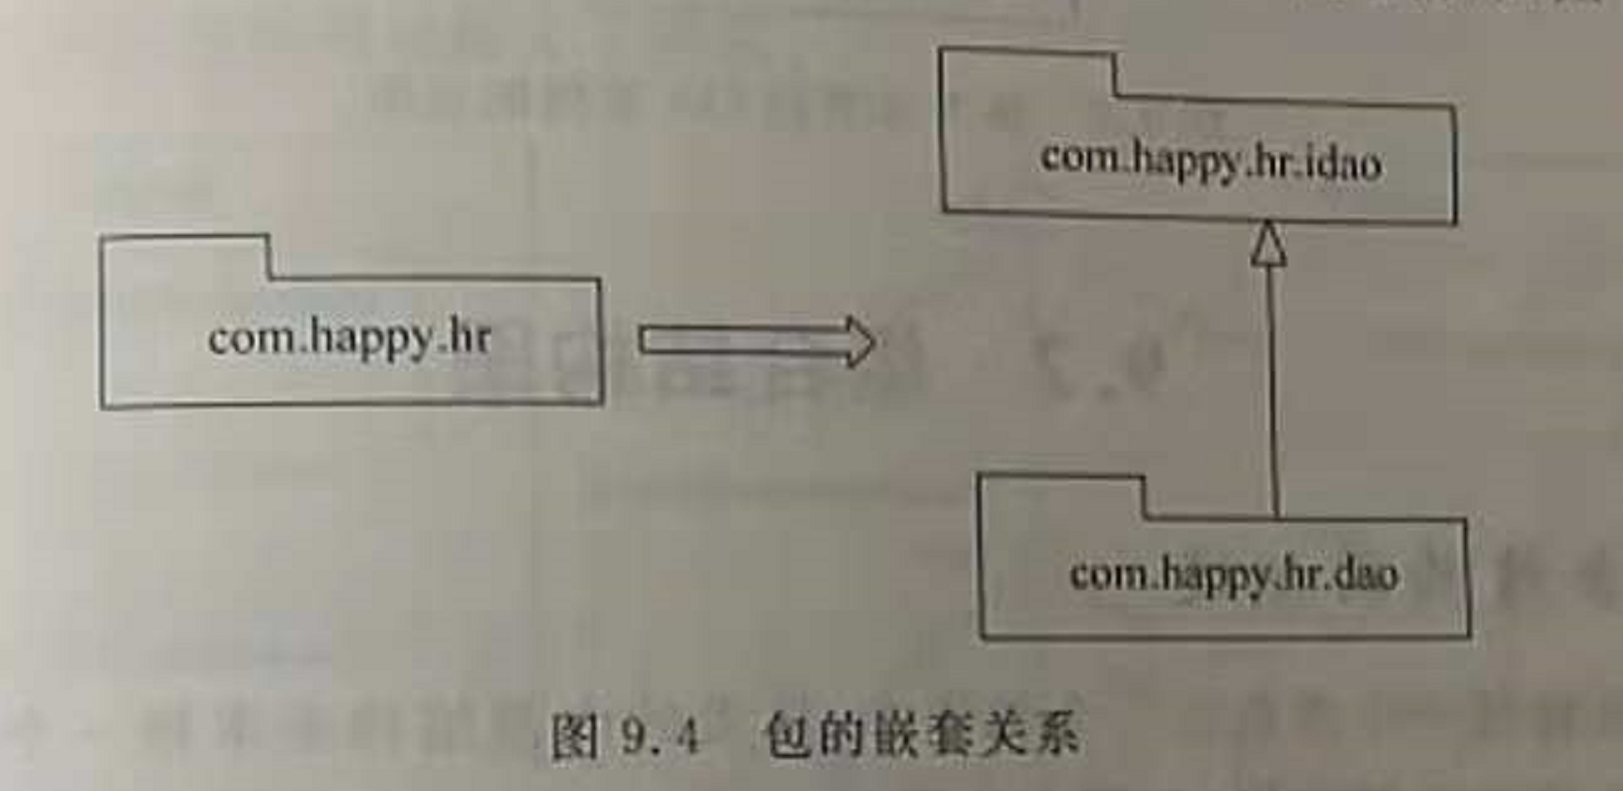 com.happy.hr.idao
com.happy.hr
com.happy.hr.dao
图 9.4 包的嵌套关系